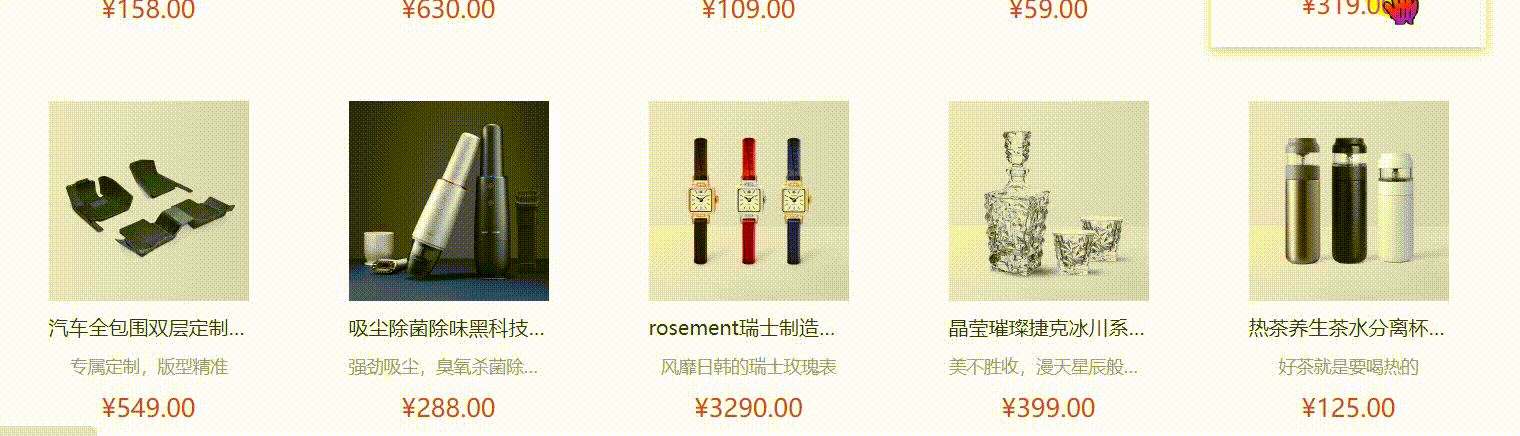 ¥158.00
¥630.00
¥109.00
¥59.00
¥319.0
汽车全包围双层定制...
吸尘除菌除味黑科技...
rosement瑞士制造...
晶莹璀璨捷克冰川系...
热茶养生茶水分离杯...
专属定制，版型精准
强劲吸尘，臭氧杀菌除...
风靡日韩的瑞士玫瑰表
美不胜收，漫天星辰般...
好茶就是要喝热的
¥549.00
¥288.00
¥3290.00
¥399.00
¥125.00